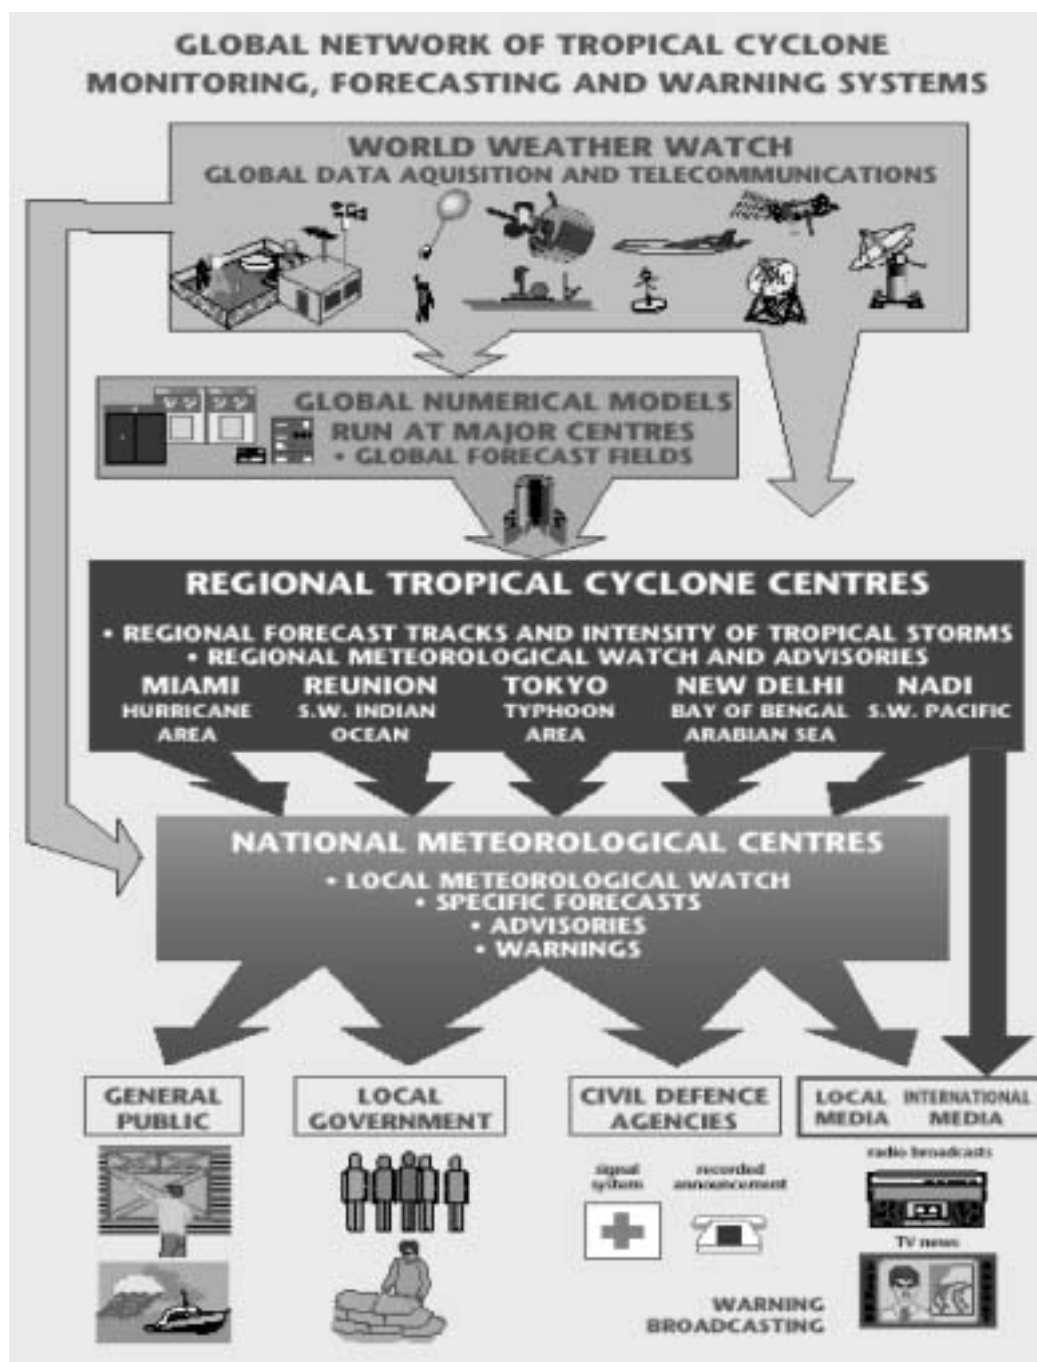 GLOBAL NETWORK OF TROPICAL CYCLONE
MONITORING, FORECASTING AND WARNING SYSTEMS
WORLD WEATHER WATCH
GLOBAL DATA AQUISITION AND TELECOMMUNICATIONS
GLOBAL NUMERICAL MODELS
RUN AT MAJOR CENTRES
• GLOBAL FORECAST FIELDS
REGIONAL TROPICAL CYCLONE CENTRES
• REGIONAL FORECAST TRACKS AND INTENSITY OF TROPICAL STORMS
• REGIONAL METEOROLOGICAL WATCH AND ADVISORIES
MIAMI
HURRICANE
AREA
REUNION
S.W. INDIAN
OCEAN
TOKYO
TYPHOON
AREA
NEW DELHI
BAY OF BENGAL
ARABIAN SEA
NADI
S.W. PACIFIC
NATIONAL METEOROLOGICAL CENTRES
• LOCAL METEOROLOGICAL WATCH
• SPECIFIC FORECASTS
• ADVISORIES
• WARNINGS
GENERAL
PUBLIC
LOCAL
GOVERNMENT
CIVIL DEFENCE
AGENCIES
LOCAL
MEDIA
INTERNATIONAL
MEDIA
signal
system
recorded
announcement
radio broadcasts
TV news
WARNING
BROADCASTING